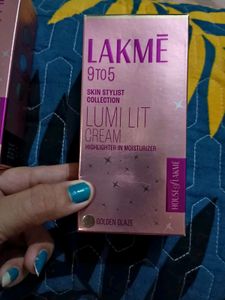 LAKMĒ
9TO5
SKIN STYLIST
COLLECTION
LUMI LIT
CREAM
HIGHLIGHTER IN MOISTURIZER
HOUSE of LAKMĒ
GOLDEN GLAZE